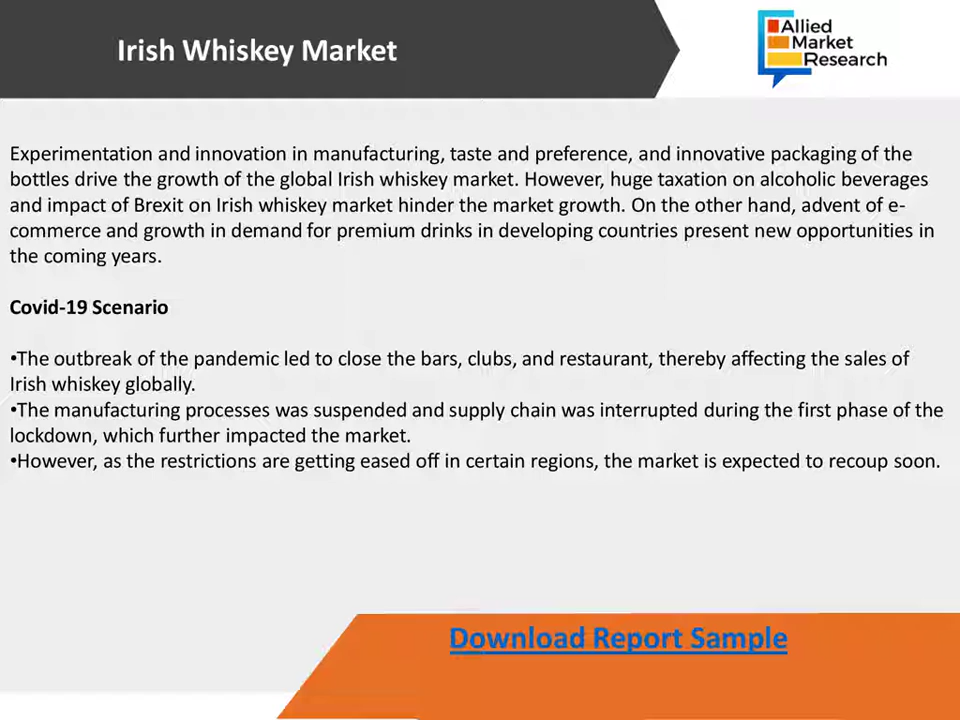 Irish Whiskey Market
Allied
Market
Research
Experimentation and innovation in manufacturing, taste and preference, and innovative packaging of the
bottles drive the growth of the global Irish whiskey market. However, huge taxation on alcoholic beverages
and impact of Brexit on Irish whiskey market hinder the market growth. On the other hand, advent of e-
commerce and growth in demand for premium drinks in developing countries present new opportunities in
the coming years.
Covid-19 Scenario
•The outbreak of the pandemic led to close the bars, clubs, and restaurant, thereby affecting the sales of
Irish whiskey globally.
•The manufacturing processes was suspended and supply chain was interrupted during the first phase of the
lockdown, which further impacted the market.
•However, as the restrictions are getting eased off in certain regions, the market is expected to recoup soon.
Download Report Sample